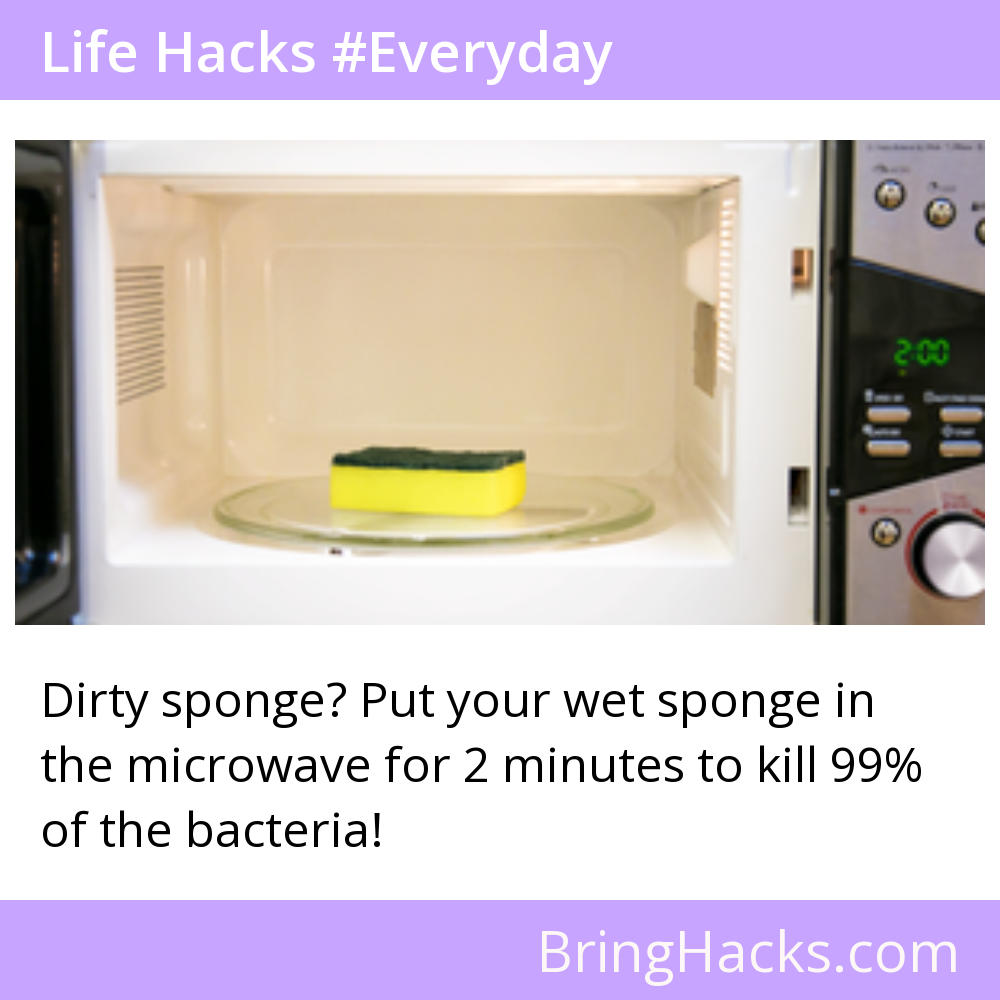 Life Hacks #Everyday
2:00
Dirty sponge? Put your wet sponge in
the microwave for 2 minutes to kill 99%
of the bacteria!
BringHacks.com